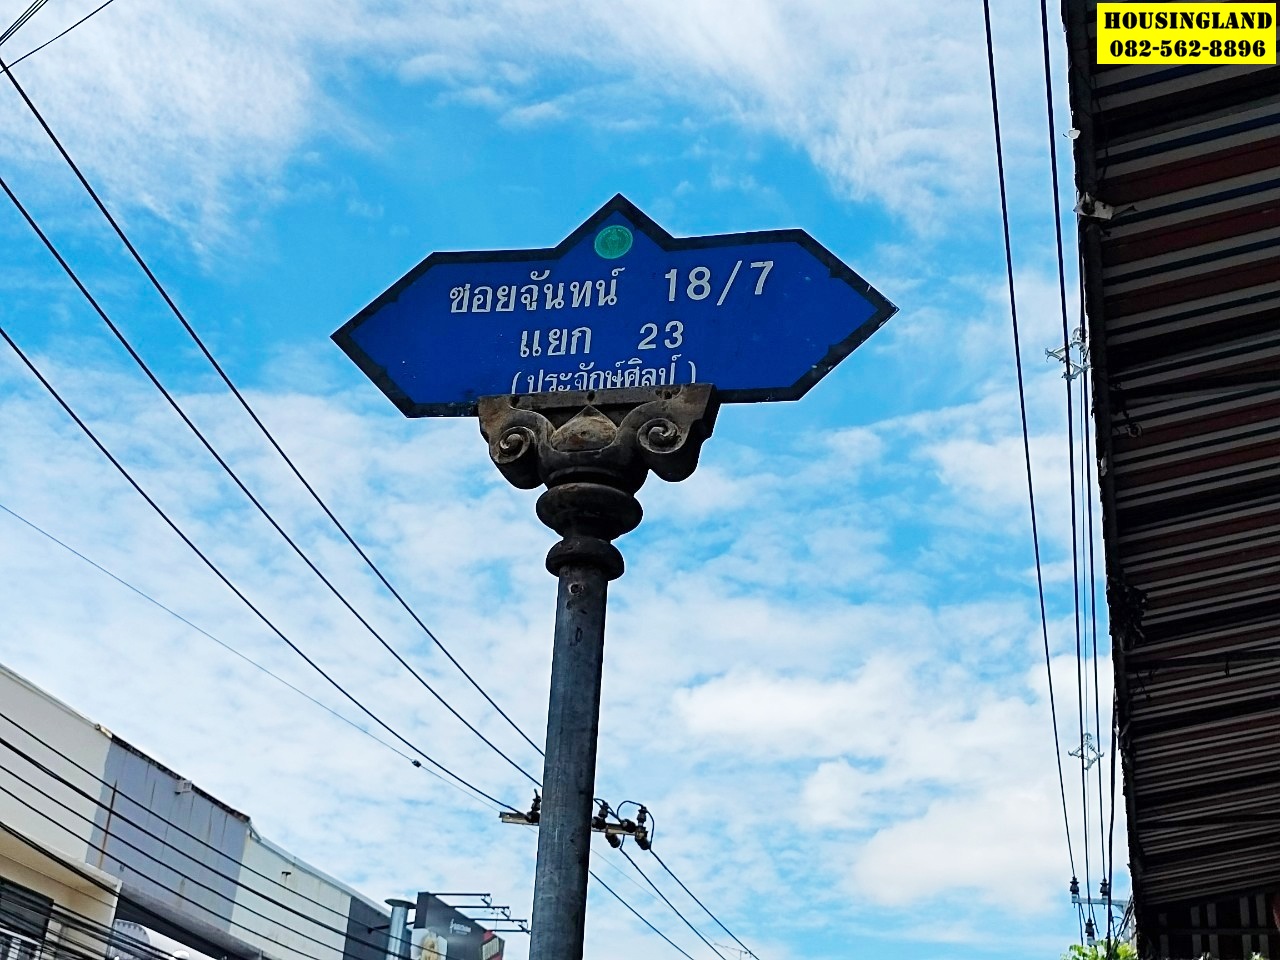 HOUSINGLAND
082-562-8896
ซอยจันทน์ 18/7
แยก 23
(ประจักษ์ศิลป์)